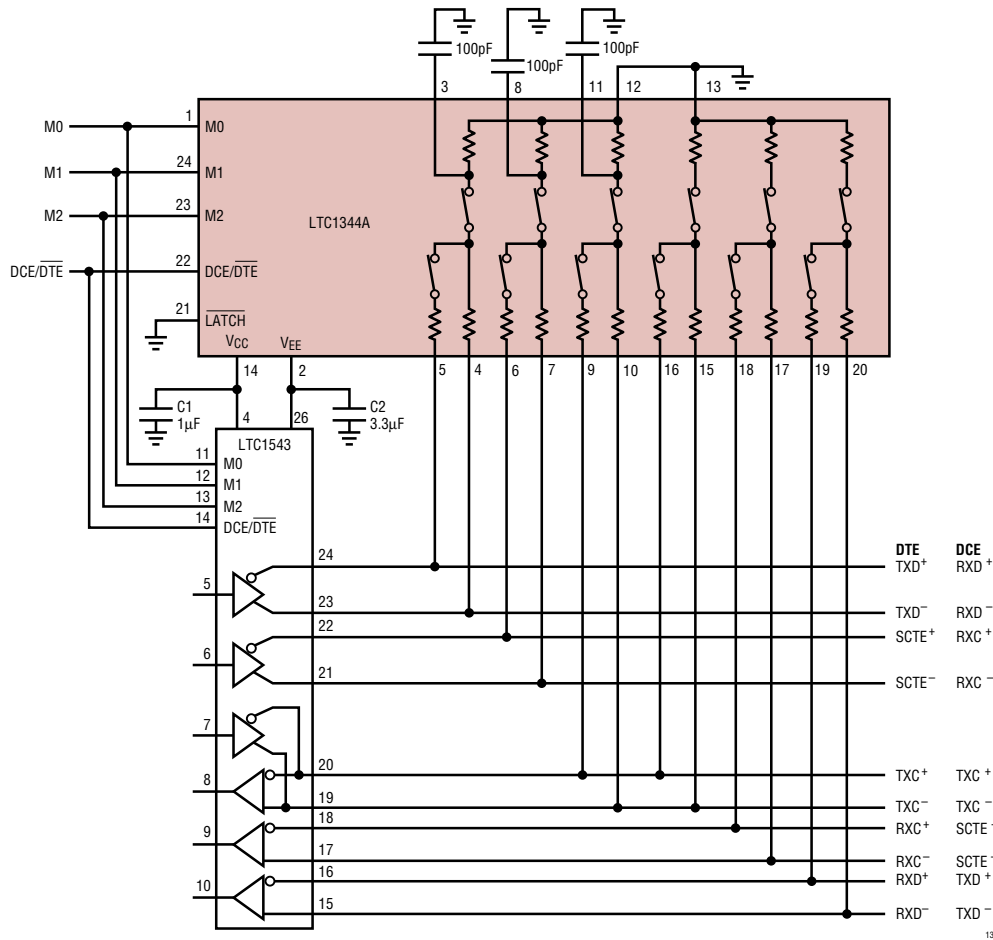 100pF
100pF
100pF
3 8 11 12 13
M0 1 M0
M1 24 M1
M2 23 M2
LTC1344A
DCE/DTE 22 DCE/DTE
21 LATCH
VCC VEE
14 2
5 4 6 7 9 10 16 15 18 17 19 20
C1
1µF
C2
3.3µF
4 26
LTC1543
11 M0
12 M1
13 M2
14 DCE/DTE
DTE DCE
24 TXD+ RXD+
5
23 TXD– RXD–
22 SCTE+ RXC+
6
21 SCTE– RXC–
7
20 TXC+ TXC+
8
19 TXC– TXC–
18 RXC+ SCTE
9
17 RXC– SCTE
16 RXD+ TXD+
10
15 RXD– TXD–
13